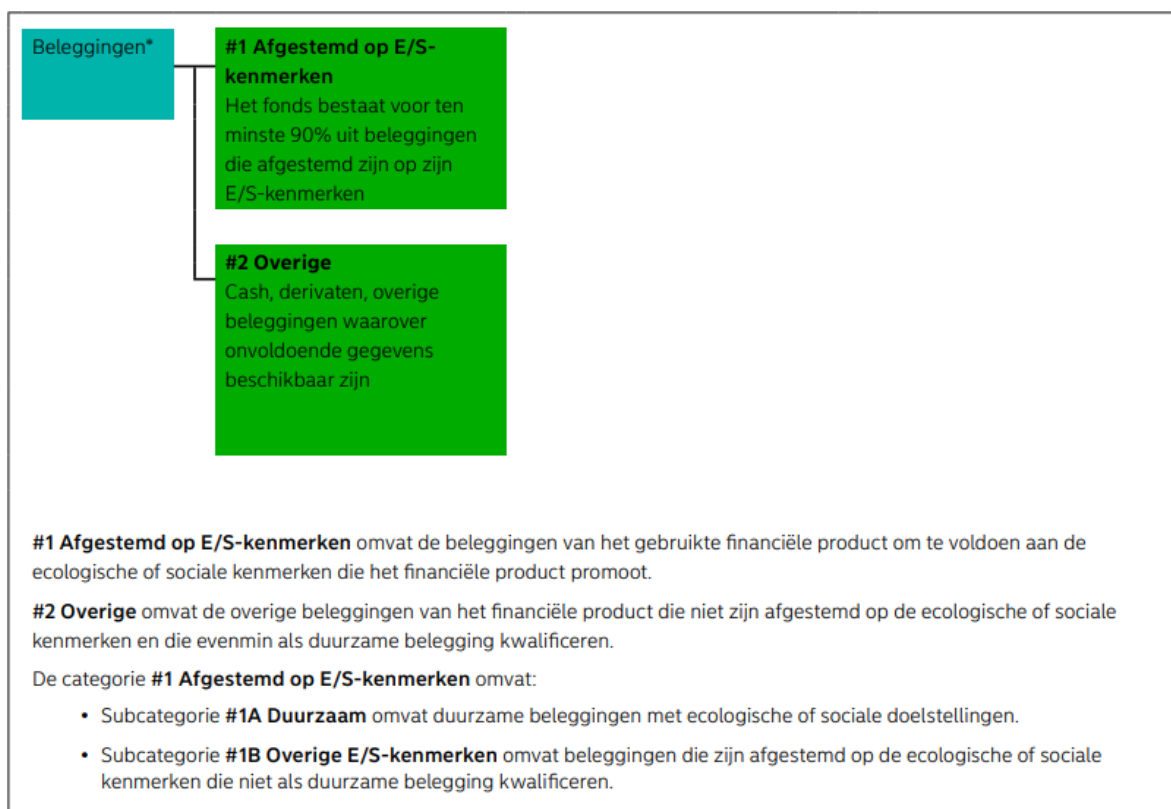 Beleggingen*
#1 Afgestemd op E/S-
kenmerken
Het fonds bestaat voor ten
minste 90% uit beleggingen
die afgestemd zijn op zijn
E/S-kenmerken
#2 Overige
Cash, derivaten, overige
beleggingen waarover
onvoldoende gegevens
beschikbaar zijn
#1 Afgestemd op E/S-kenmerken omvat de beleggingen van het gebruikte financiële product om te voldoen aan de
ecologische of sociale kenmerken die het financiële product promoot.
#2 Overige omvat de overige beleggingen van het financiële product die niet zijn afgestemd op de ecologische of sociale
kenmerken en die evenmin als duurzame belegging kwalificeren.
De categorie #1 Afgestemd op E/S-kenmerken omvat:
• Subcategorie #1A Duurzaam omvat duurzame beleggingen met ecologische of sociale doelstellingen.
• Subcategorie #1B Overige E/S-kenmerken omvat beleggingen die zijn afgestemd op de ecologische of sociale
kenmerken die niet als duurzame belegging kwalificeren.